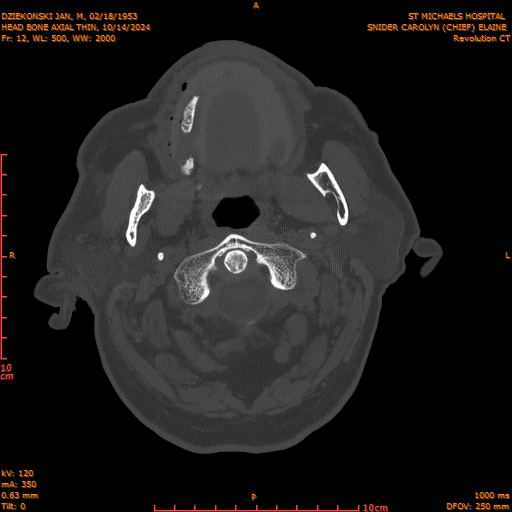 A
DZIEKONSKI JAN, M, 02/18/1953
HEAD BONE AXIAL THIN, 10/14/2024
Fr: 12, WL: 500, WW: 2000
ST MICHAELS HOSPITAL
SNIDER CAROLYN (CHIEF) ELAINE
Revolution CT
R
L
10
cm
kV: 120
mA: 350
0.63 mm
Tilt: 0
P
10cm
1000 ms
DFOV: 250 mm